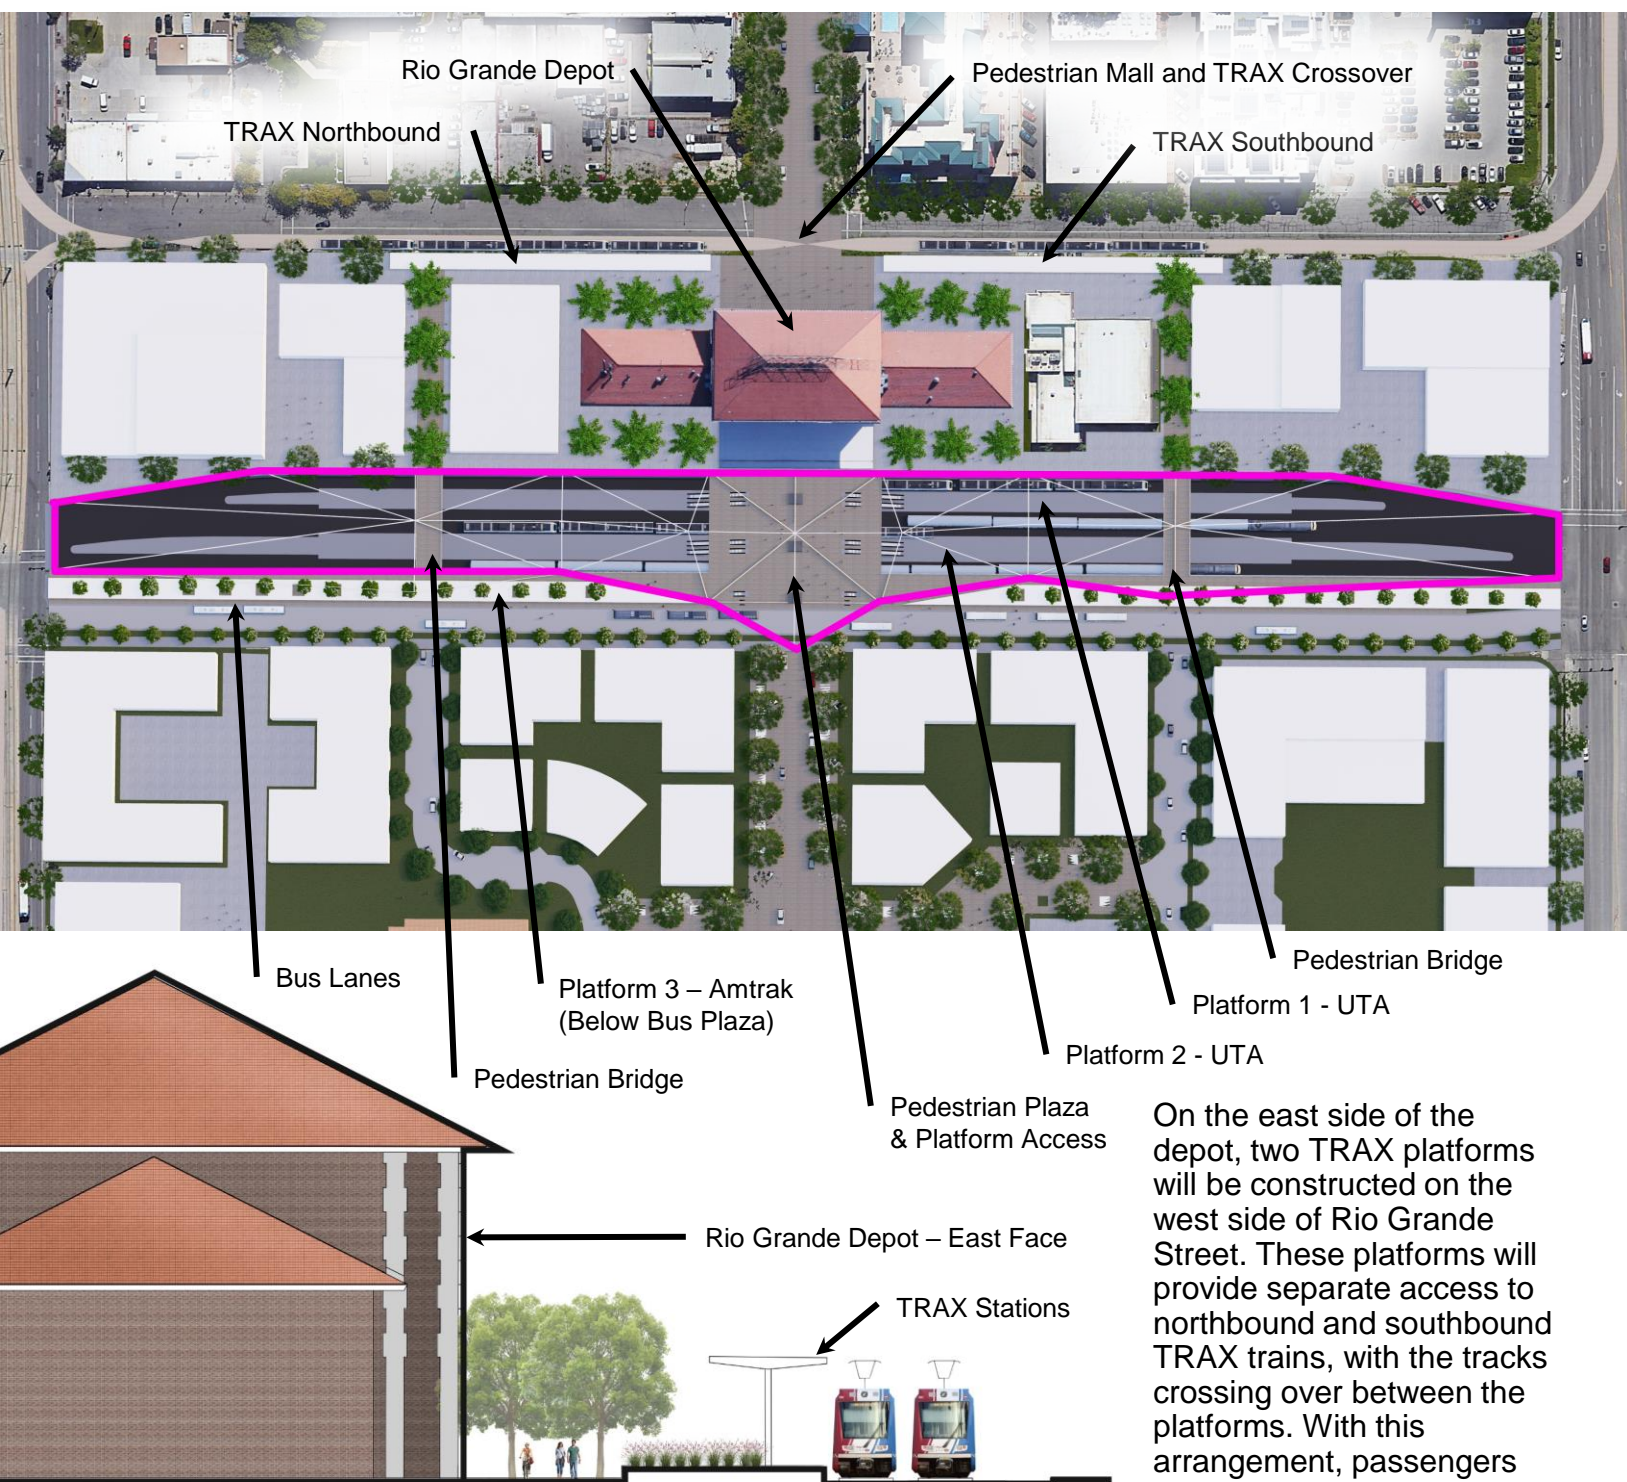 Rio Grande Depot
Pedestrian Mall and TRAX Crossover
TRAX Northbound
TRAX Southbound
Bus Lanes
Platform 3 – Amtrak
(Below Bus Plaza)
Pedestrian Bridge
Pedestrian Bridge
Platform 1 - UTA
Platform 2 - UTA
Pedestrian Plaza
& Platform Access
Rio Grande Depot – East Face
TRAX Stations
On the east side of the
depot, two TRAX platforms
will be constructed on the
west side of Rio Grande
Street. These platforms will
provide separate access to
northbound and southbound
TRAX trains, with the tracks
crossing over between the
platforms. With this
arrangement, passengers